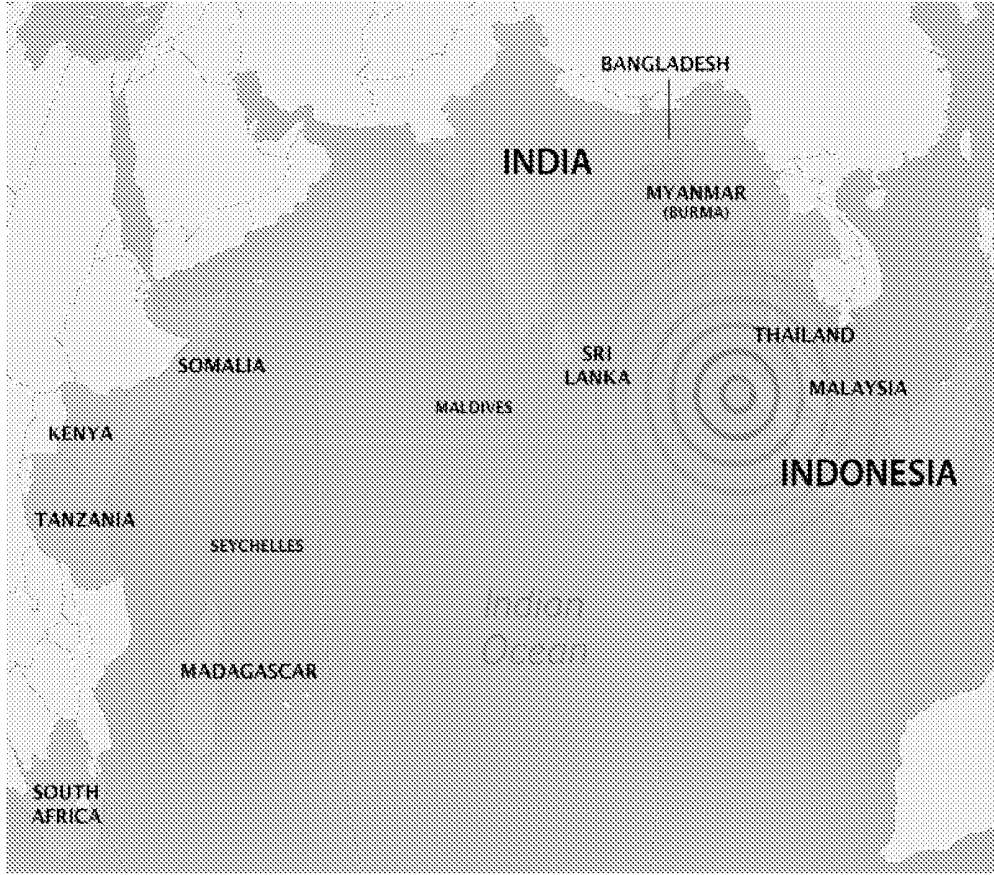 BANGLADESH
INDIA
MYANMAR
(BURMA)
THAILAND
SRI
LANKA
SOMALIA
MALAYSIA
MALDIVES
KENYA
INDONESIA
TANZANIA
SEYCHELLES
Indian
Ocean
MADAGASCAR
SOUTH
AFRICA